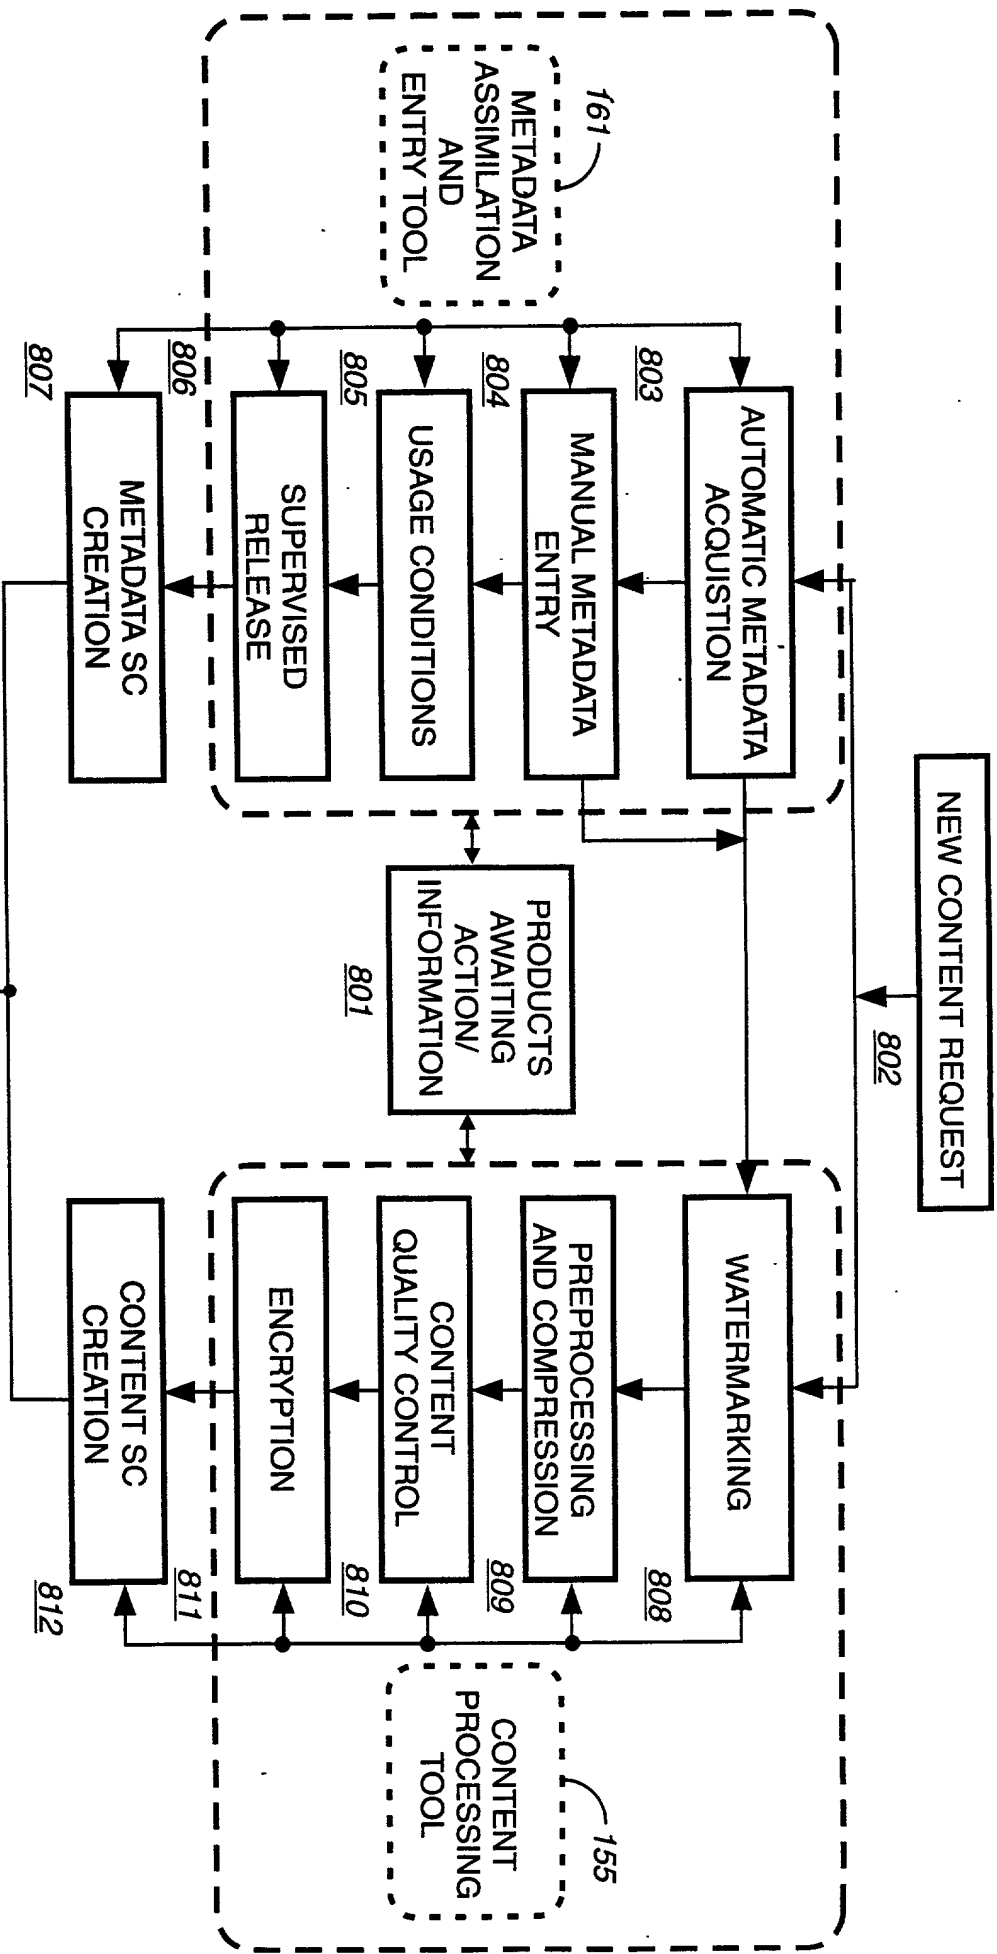 NEW CONTENT REQUEST
802
161
METADATA
ASSIMILATION
AND
ENTRY TOOL
AUTOMATIC METADATA
ACQUISTION
803
MANUAL METADATA
ENTRY
804
USAGE CONDITIONS
805
SUPERVISED
RELEASE
806
METADATA SC
CREATION
807
PRODUCTS
AWAITING
ACTION/
INFORMATION
801
WATERMARKING
808
PREPROCESSING
AND COMPRESSION
809
CONTENT
QUALITY CONTROL
810
ENCRYPTION
811
CONTENT SC
CREATION
812
155
CONTENT
PROCESSING
TOOL